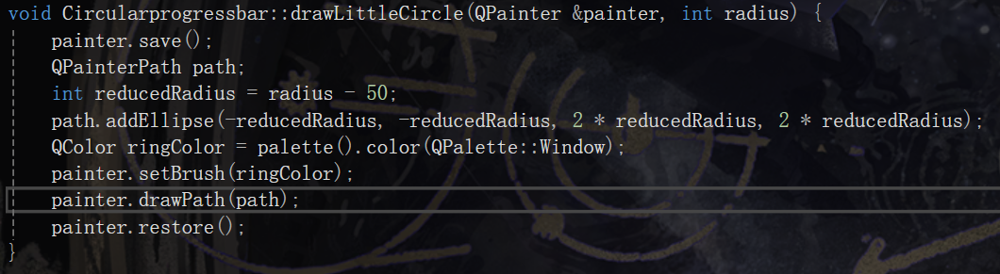 void Circularprogressbar::drawLittleCircle(QPainter &painter, int radius) {
    painter.save();
    QPainterPath path;
    int reducedRadius = radius - 50;
    path.addEllipse(-reducedRadius, -reducedRadius, 2 * reducedRadius, 2 * reducedRadius);
    QColor ringColor = palette().color(QPalette::Window);
    painter.setBrush(ringColor);
    painter.drawPath(path);
    painter.restore();
}